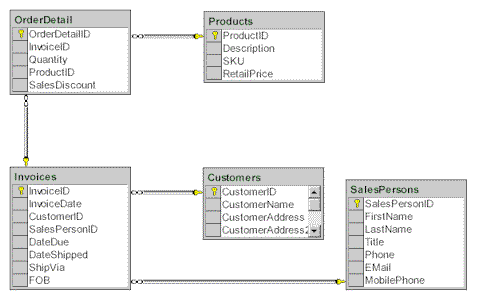 OrderDetail
OrderDetailID
InvoiceID
Quantity
ProductID
SalesDiscount
Products
ProductID
Description
SKU
RetailPrice
Invoices
InvoiceID
InvoiceDate
CustomerID
SalesPersonID
DateDue
DateShipped
ShipVia
FOB
Customers
CustomerID
CustomerName
CustomerAddress
CustomerAddress2
SalesPersons
SalesPersonID
FirstName
LastName
Title
Phone
EMail
MobilePhone